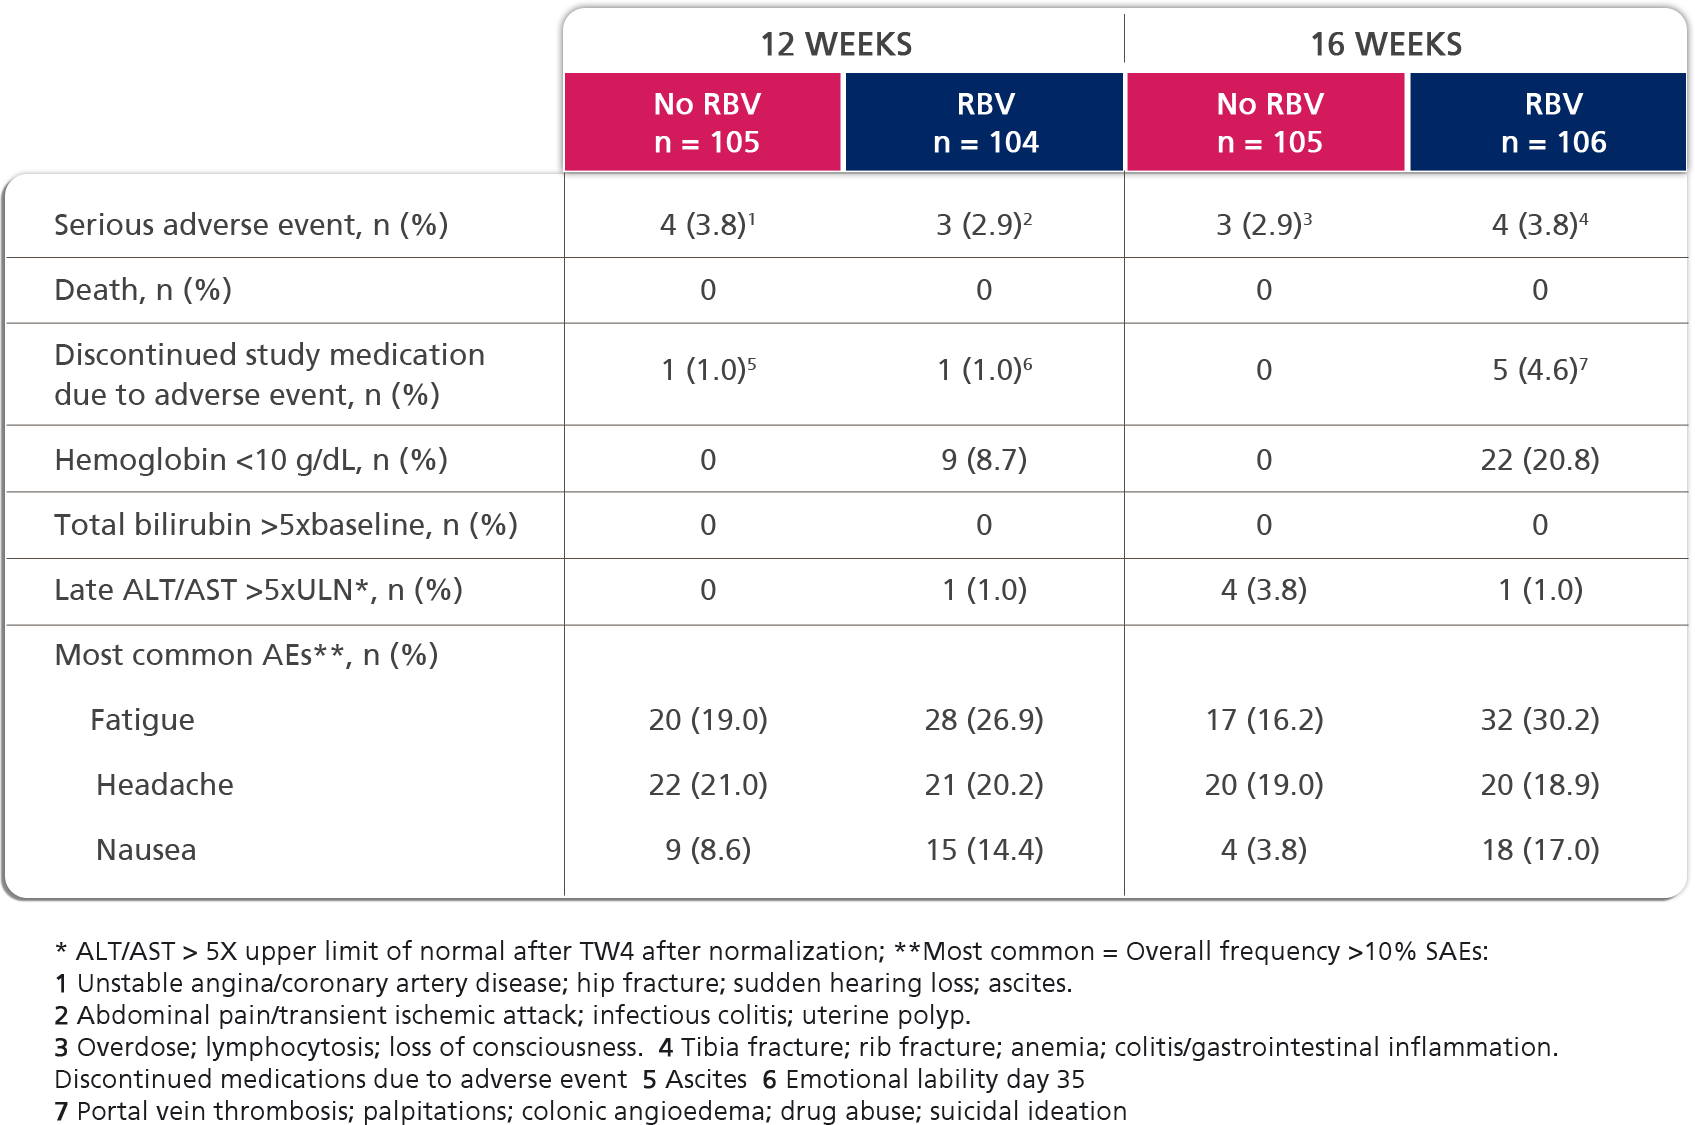 12 WEEKS 16 WEEKS
No RBV RBV No RBV RBV
n = 105 n = 104 n = 105 n = 106
Serious adverse event, n (%) 4 (3.8)¹ 3 (2.9)² 3 (2.9)³ 4 (3.8)⁴
Death, n (%) 0 0 0 0
Discontinued study medication
due to adverse event, n (%) 1 (1.0)⁵ 1 (1.0)⁶ 0 5 (4.6)⁷
Hemoglobin <10 g/dL, n (%) 0 9 (8.7) 0 22 (20.8)
Total bilirubin >5xbaseline, n (%) 0 0 0 0
Late ALT/AST >5xULN*, n (%) 0 1 (1.0) 4 (3.8) 1 (1.0)
Most common AEs**, n (%)
Fatigue 20 (19.0) 28 (26.9) 17 (16.2) 32 (30.2)
Headache 22 (21.0) 21 (20.2) 20 (19.0) 20 (18.9)
Nausea 9 (8.6) 15 (14.4) 4 (3.8) 18 (17.0)
* ALT/AST > 5X upper limit of normal after TW4 after normalization; **Most common = Overall frequency >10% SAEs:
1 Unstable angina/coronary artery disease; hip fracture; sudden hearing loss; ascites.
2 Abdominal pain/transient ischemic attack; infectious colitis; uterine polyp.
3 Overdose; lymphocytosis; loss of consciousness. 4 Tibia fracture; rib fracture; anemia; colitis/gastrointestinal inflammation.
Discontinued medications due to adverse event 5 Ascites 6 Emotional lability day 35
7 Portal vein thrombosis; palpitations; colonic angioedema; drug abuse; suicidal ideation